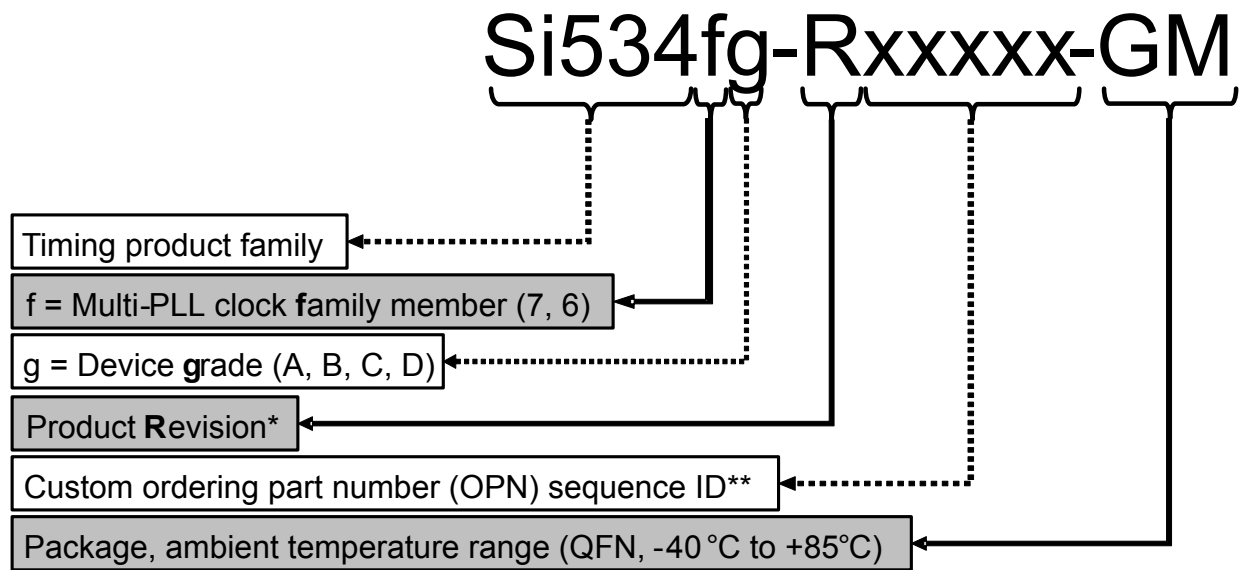 Si534fg-Rxxxxx-GM
Timing product family
f = Multi-PLL clock family member (7, 6)
g = Device grade (A, B, C, D)
Product Revision*
Custom ordering part number (OPN) sequence ID**
Package, ambient temperature range (QFN, -40 °C to +85°C)